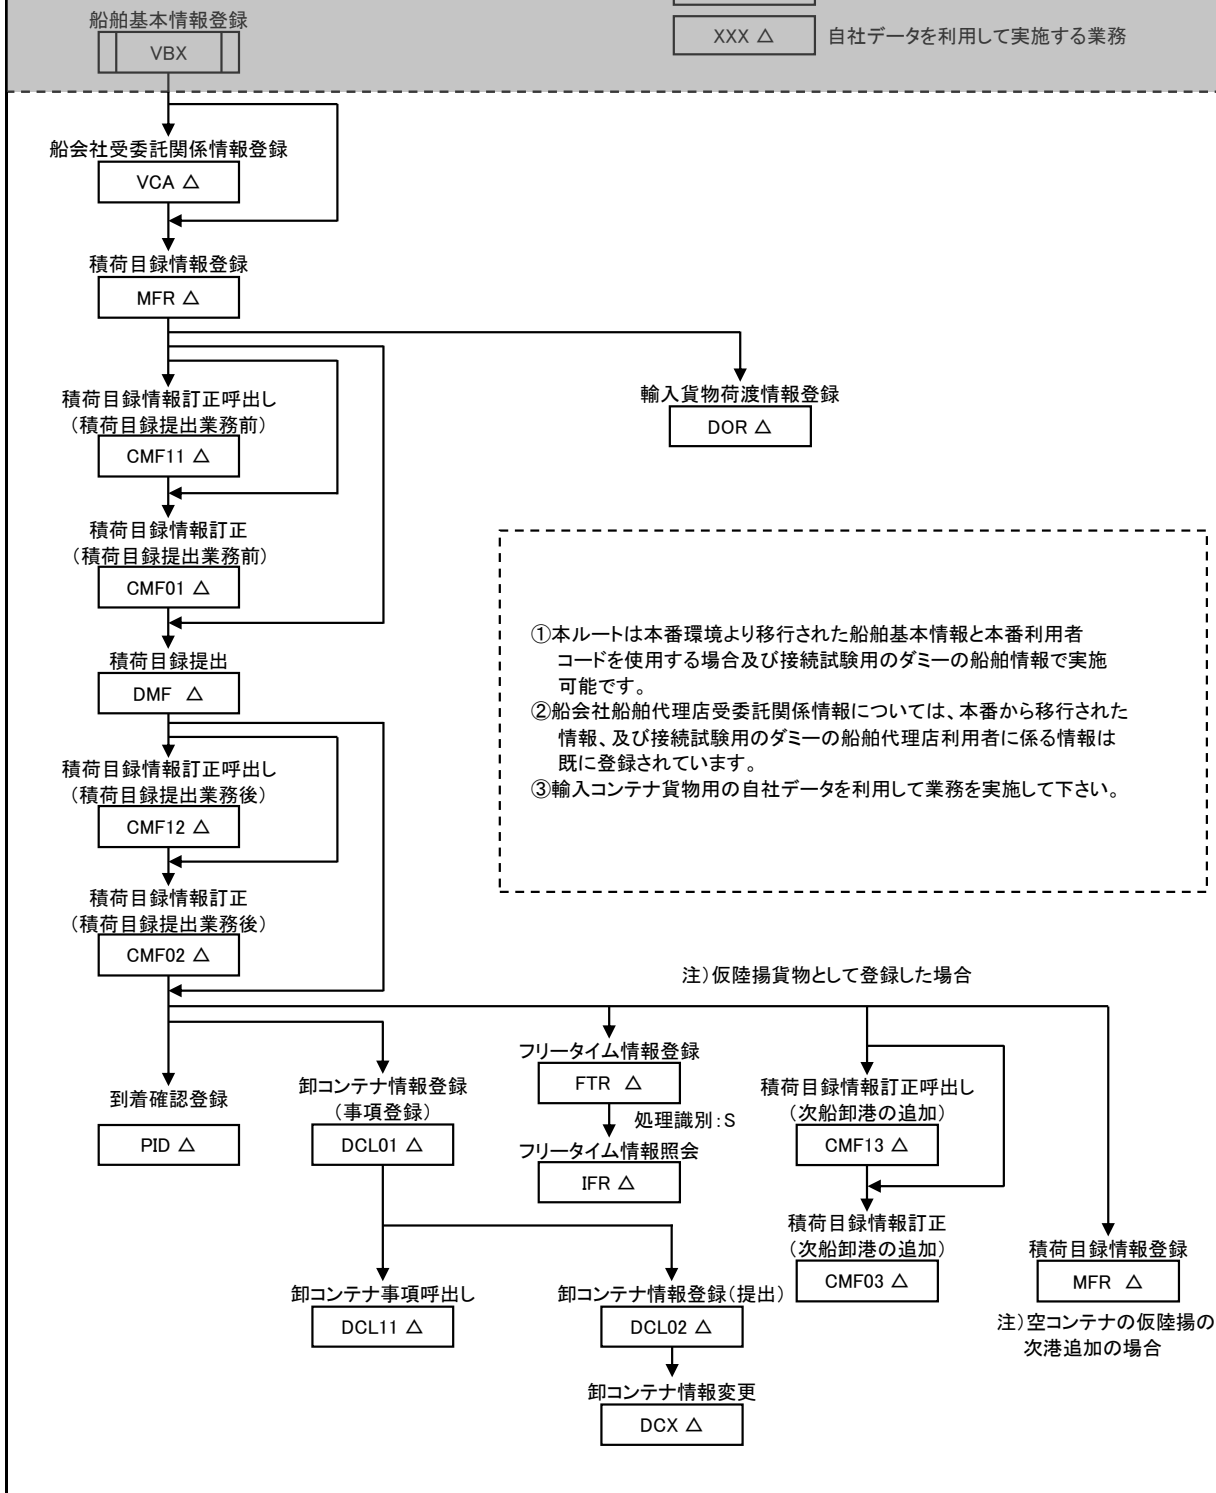 船舶基本情報登録
VBX
XXX △ 自社データを利用して実施する業務
船会社受委託関係情報登録
VCA △
積荷目録情報登録
MFR △
積荷目録情報訂正呼出し
（積荷目録提出業務前）
CMF11 △
輸入貨物荷渡情報登録
DOR △
積荷目録情報訂正
（積荷目録提出業務前）
CMF01 △
①本ルートは本番環境より移行された船舶基本情報と本番利用者
コードを使用する場合及び接続試験用のダミーの船舶情報で実施
可能です。
②船会社船舶代理店受委託関係情報については、本番から移行された
情報、及び接続試験用のダミーの船舶代理店利用者に係る情報は
既に登録されています。
③輸入コンテナ貨物用の自社データを利用して業務を実施して下さい。
積荷目録提出
DMF △
積荷目録情報訂正呼出し
（積荷目録提出業務後）
CMF12 △
積荷目録情報訂正
（積荷目録提出業務後）
CMF02 △
注）仮陸揚貨物として登録した場合
到着確認登録
PID △
卸コンテナ情報登録
（事項登録）
DCL01 △
フリータイム情報登録
FTR △
処理識別：S
フリータイム情報照会
IFR △
積荷目録情報訂正呼出し
（次船卸港の追加）
CMF13 △
積荷目録情報訂正
（次船卸港の追加）
CMF03 △
積荷目録情報登録
MFR △
注）空コンテナの仮陸揚の
次港追加の場合
卸コンテナ事項呼出し
DCL11 △
卸コンテナ情報登録（提出）
DCL02 △
卸コンテナ情報変更
DCX △